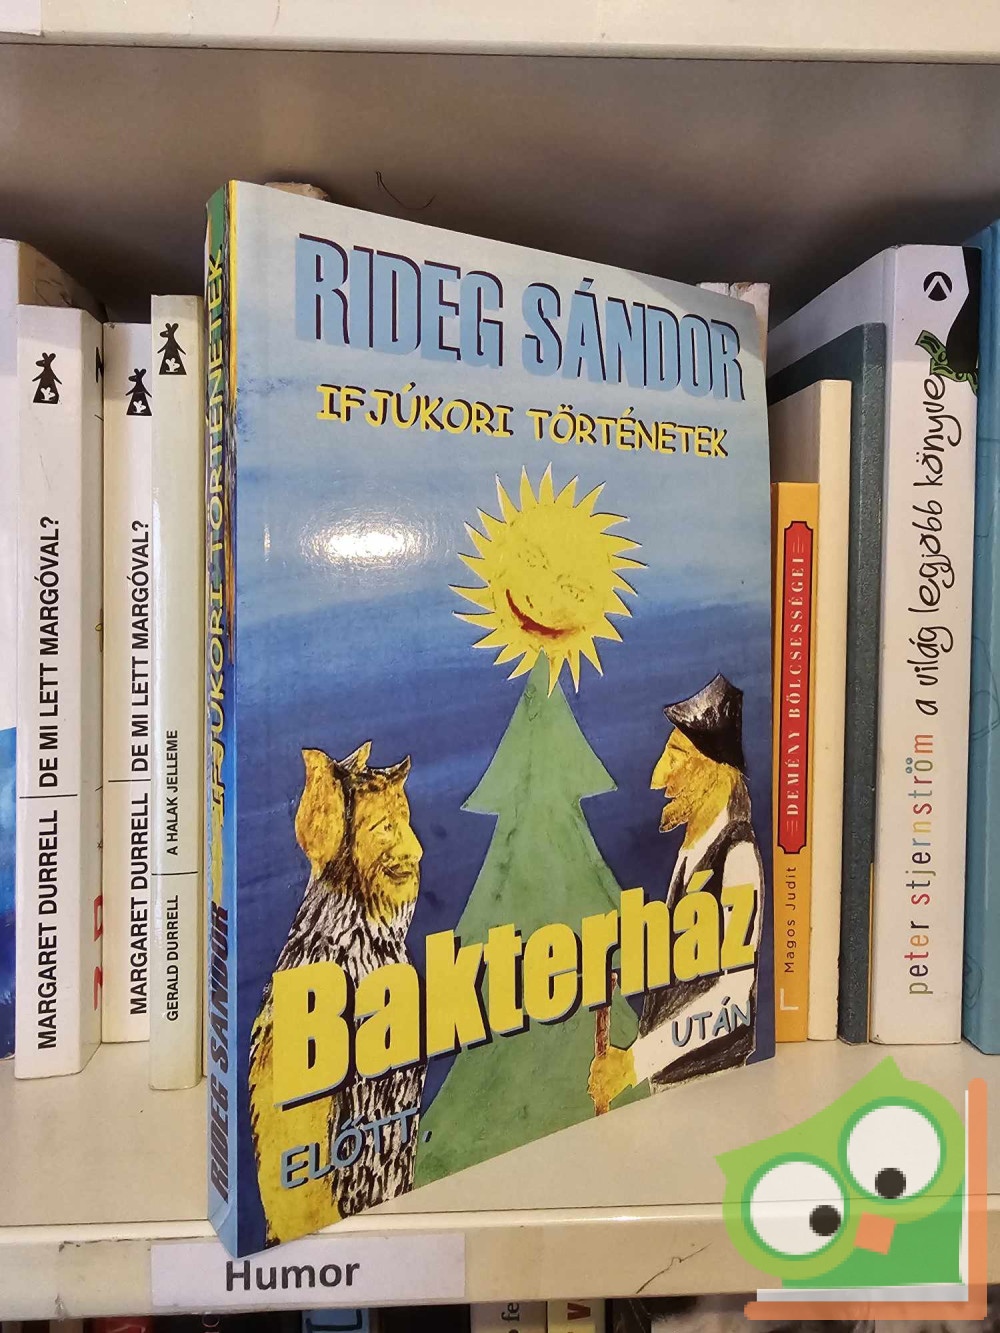 RIDEG SÁNDOR
IFJÚKORI TÖRTÉNETEK
Bakterház
ELŐTT,
UTÁN
RIDEG SÁNDOR IFJÚKORI TÖRTÉNETEK
MARGARET DURRELL DE MI LETT MARGÓVAL?
MARGARET DURRELL DE MI LETT MARGÓVAL?
GERALD DURRELL A HALAK JELLEME
Magos Judit DEMÉNY BÖLCSESSÉGEI
peter stjernström a világ legjobb könyve
Humor